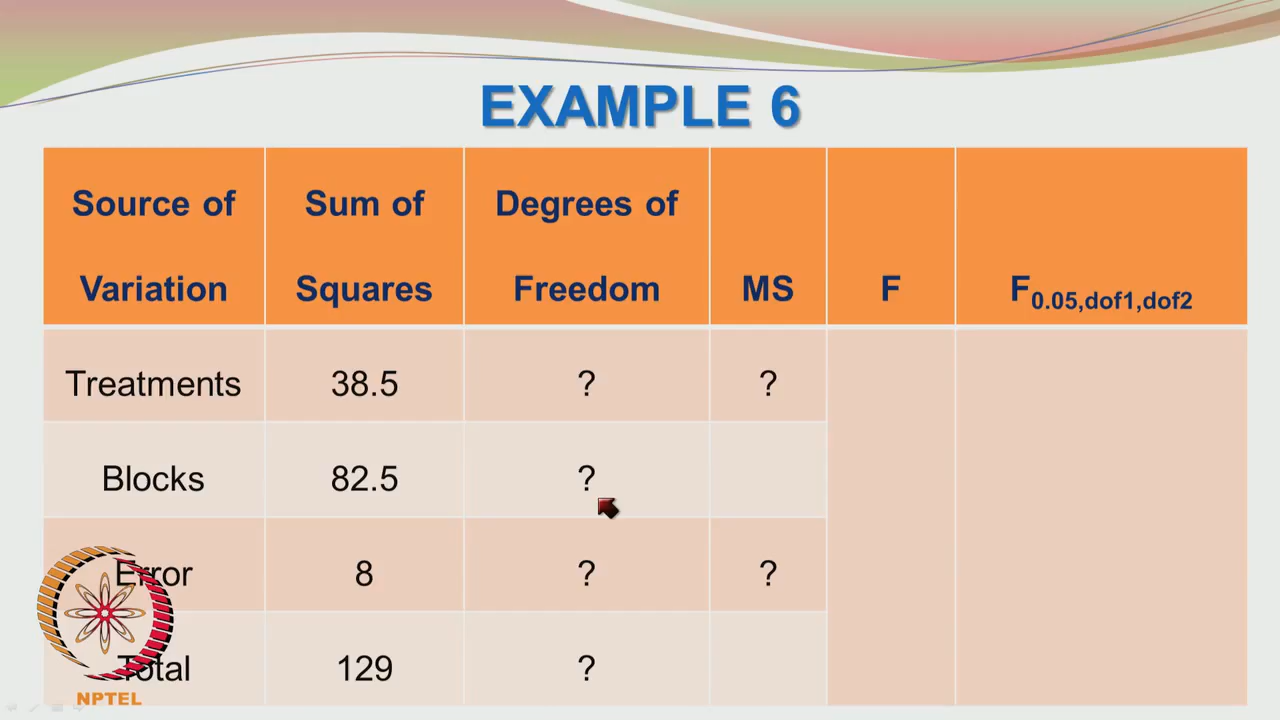 EXAMPLE 6
Source of Variation | Sum of Squares | Degrees of Freedom | MS | F | F0.05,dof1,dof2
Treatments | 38.5 | ? | ?
Blocks | 82.5 | ?
Error | 8 | ? | ?
Total | 129 | ?
NPTEL